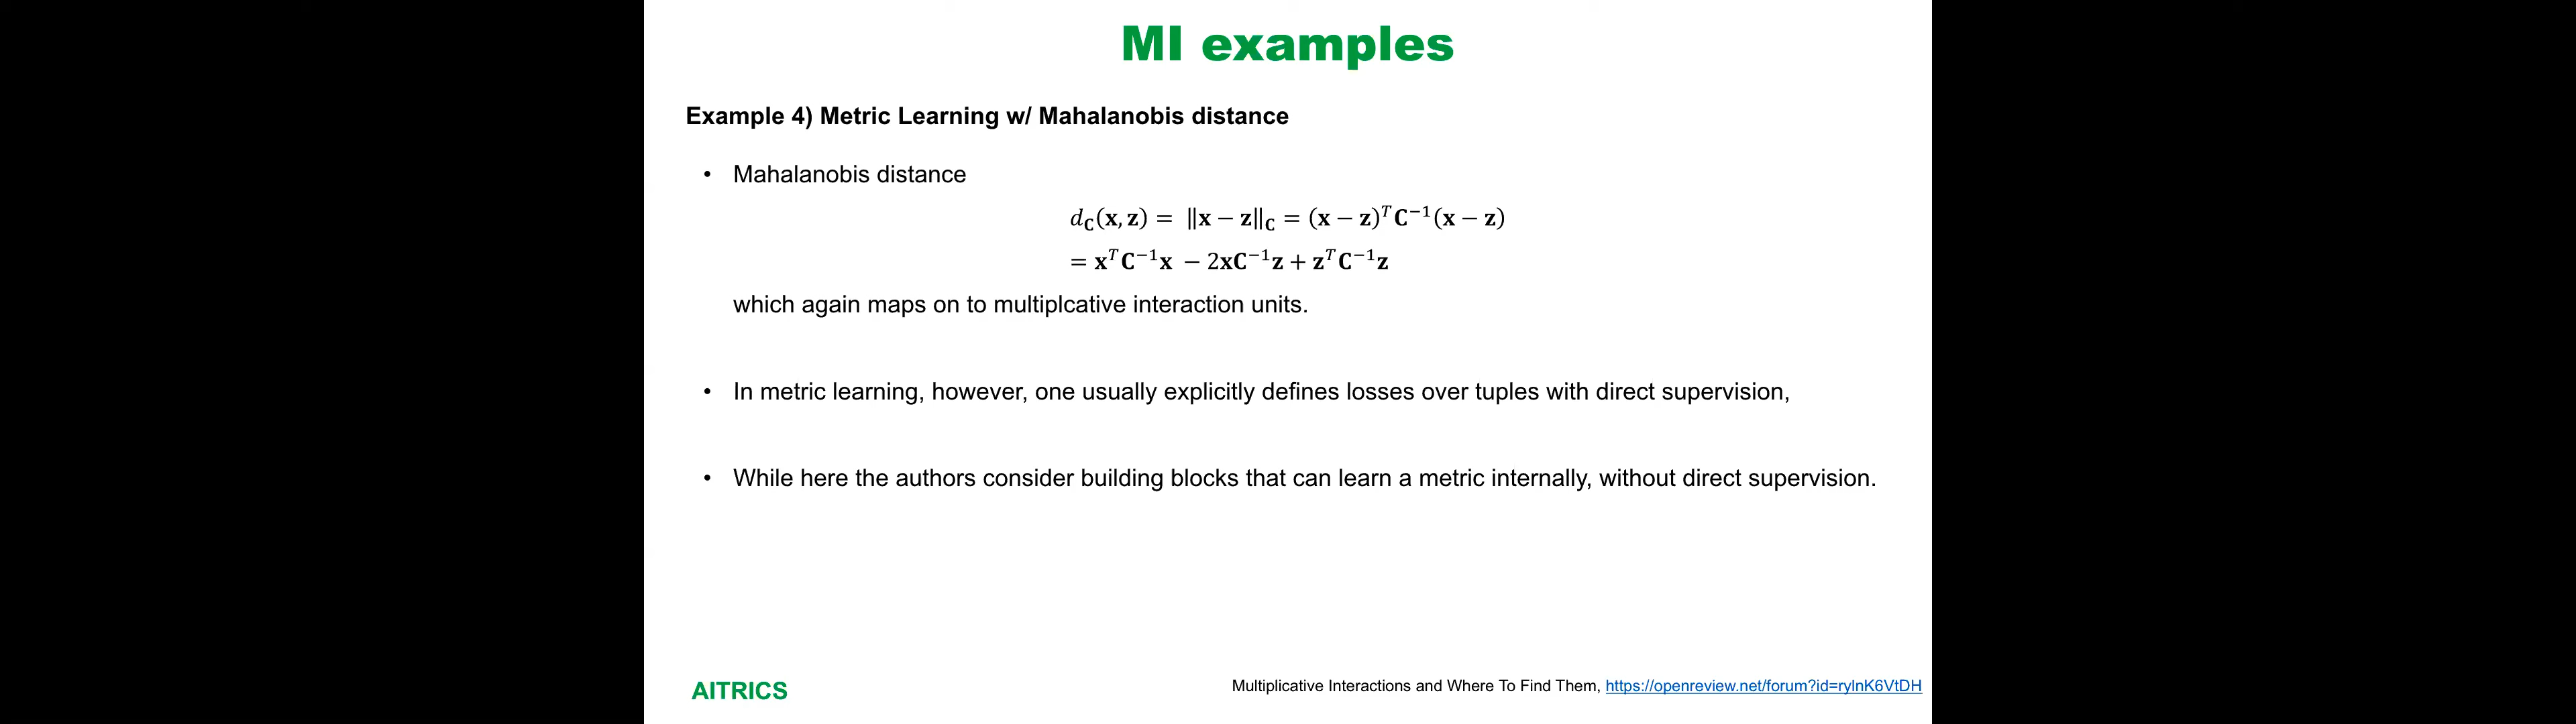 MI examples
Example 4) Metric Learning w/ Mahalanobis distance
• Mahalanobis distance
d_C(x, z) = ‖x − z‖_C = (x − z)^T C^{−1}(x − z)
= x^T C^{−1}x − 2xC^{−1}z + z^T C^{−1}z
which again maps on to multiplcative interaction units.
• In metric learning, however, one usually explicitly defines losses over tuples with direct supervision,
• While here the authors consider building blocks that can learn a metric internally, without direct supervision.
AITRICS
Multiplicative Interactions and Where To Find Them, https://openreview.net/forum?id=rylnK6VtDH